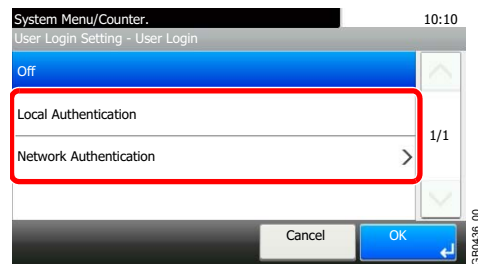 System Menu/Counter.
10:10
User Login Setting - User Login
Off
Local Authentication
1/1
Network Authentication
Cancel
OK
GB0436_00